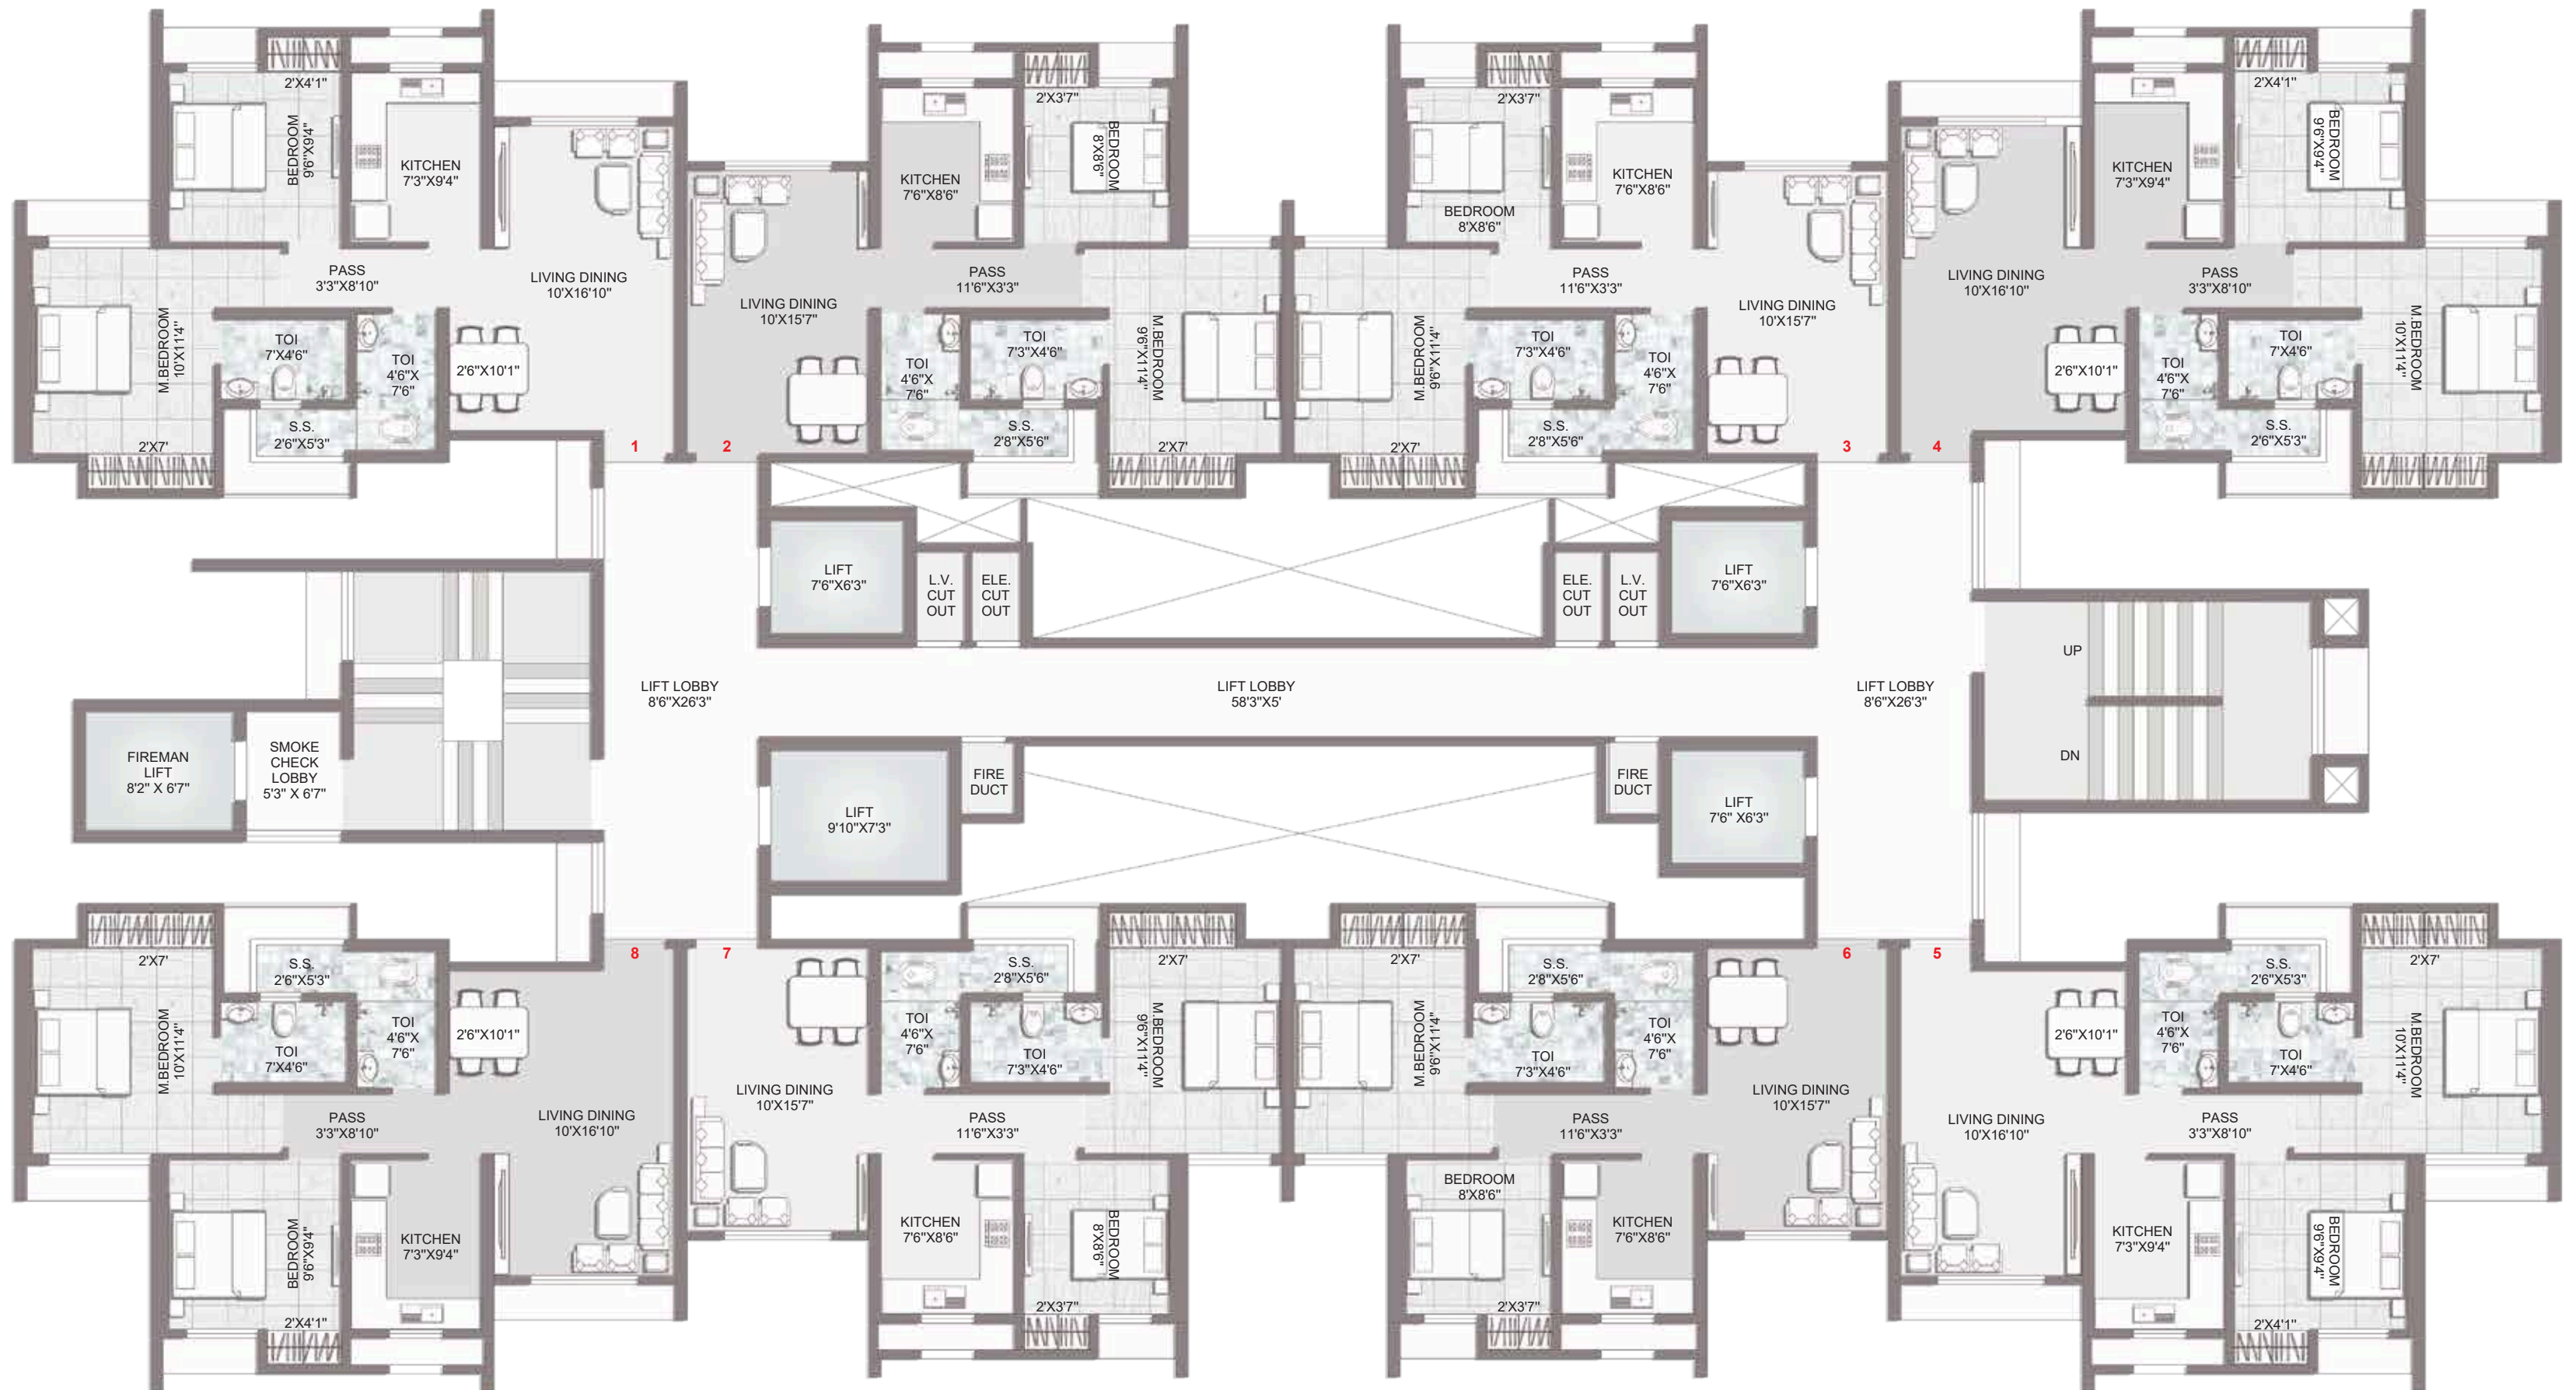 2'X4'1"
BEDROOM
9'6"X9'4"
KITCHEN
7'3"X9'4"
PASS
3'3"X8'10"
LIVING DINING
10'X16'10"
M.BEDROOM
10'X11'4"
TOI
7'X4'6"
TOI
4'6"X
7'6"
2'6"X10'1"
S.S.
2'6"X5'3"
2'X7'
1
2'X3'7"
KITCHEN
7'6"X8'6"
BEDROOM
8'X8'6"
LIVING DINING
10'X15'7"
PASS
11'6"X3'3"
TOI
4'6"X
7'6"
TOI
7'3"X4'6"
M.BEDROOM
9'6"X11'4"
S.S.
2'8"X5'6"
2'X7'
2
2'X3'7"
BEDROOM
8'X8'6"
KITCHEN
7'6"X8'6"
PASS
11'6"X3'3"
LIVING DINING
10'X15'7"
M.BEDROOM
9'6"X11'4"
TOI
7'3"X4'6"
TOI
4'6"X
7'6"
S.S.
2'8"X5'6"
2'X7'
3
2'X4'1"
KITCHEN
7'3"X9'4"
BEDROOM
9'6"X9'4"
LIVING DINING
10'X16'10"
PASS
3'3"X8'10"
2'6"X10'1"
TOI
4'6"X
7'6"
TOI
7'X4'6"
M.BEDROOM
10'X11'4"
S.S.
2'6"X5'3"
2'X7'
4
LIFT
7'6"X6'3"
L.V.
CUT
OUT
ELE.
CUT
OUT
ELE.
CUT
OUT
L.V.
CUT
OUT
LIFT
7'6"X6'3"
LIFT LOBBY
8'6"X26'3"
LIFT LOBBY
58'3"X5'
LIFT LOBBY
8'6"X26'3"
UP
DN
FIREMAN
LIFT
8'2" X 6'7"
SMOKE
CHECK
LOBBY
5'3" X 6'7"
LIFT
9'10"X7'3"
FIRE
DUCT
FIRE
DUCT
LIFT
7'6" X6'3"
8
2'X7'
S.S.
2'6"X5'3"
M.BEDROOM
10'X11'4"
TOI
7'X4'6"
TOI
4'6"X
7'6"
2'6"X10'1"
PASS
3'3"X8'10"
LIVING DINING
10'X16'10"
BEDROOM
9'6"X9'4"
KITCHEN
7'3"X9'4"
2'X4'1"
7
S.S.
2'8"X5'6"
2'X7'
TOI
4'6"X
7'6"
TOI
7'3"X4'6"
M.BEDROOM
9'6"X11'4"
LIVING DINING
10'X15'7"
PASS
11'6"X3'3"
KITCHEN
7'6"X8'6"
BEDROOM
8'X8'6"
2'X3'7"
6
2'X7'
S.S.
2'8"X5'6"
M.BEDROOM
9'6"X11'4"
TOI
7'3"X4'6"
TOI
4'6"X
7'6"
LIVING DINING
10'X15'7"
PASS
11'6"X3'3"
BEDROOM
8'X8'6"
KITCHEN
7'6"X8'6"
2'X3'7"
5
S.S.
2'6"X5'3"
2'X7'
2'6"X10'1"
TOI
4'6"X
7'6"
TOI
7'X4'6"
M.BEDROOM
10'X11'4"
LIVING DINING
10'X16'10"
PASS
3'3"X8'10"
KITCHEN
7'3"X9'4"
BEDROOM
9'6"X9'4"
2'X4'1"